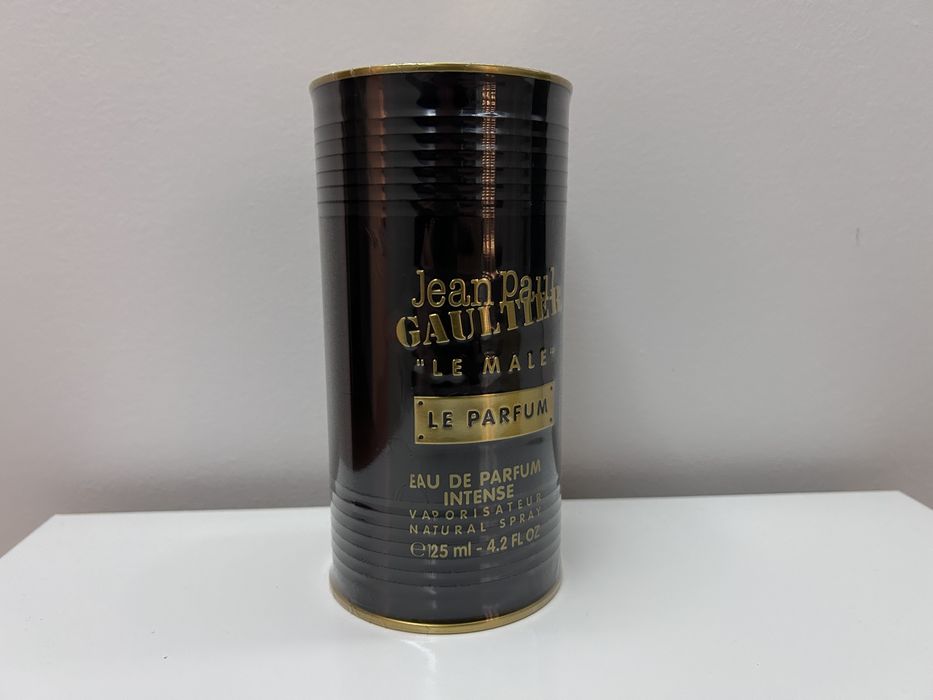 Jean Paul
GAULTIER
"LE MALE"
LE PARFUM
EAU DE PARFUM
INTENSE
VAPORISATEUR
NATURAL SPRAY
℮125 ml - 4.2 FL OZ